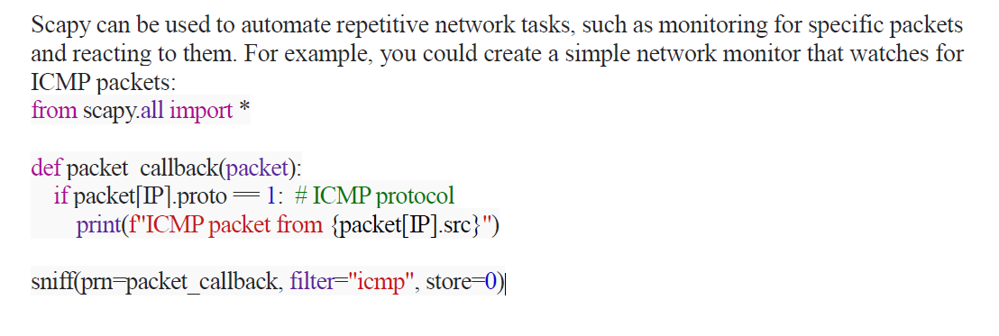 Scapy can be used to automate repetitive network tasks, such as monitoring for specific packets
and reacting to them. For example, you could create a simple network monitor that watches for
ICMP packets:
from scapy.all import *
def packet_callback(packet):
if packet[IP].proto == 1:  # ICMP protocol
print(f"ICMP packet from {packet[IP].src}")
sniff(prn=packet_callback, filter="icmp", store=0)